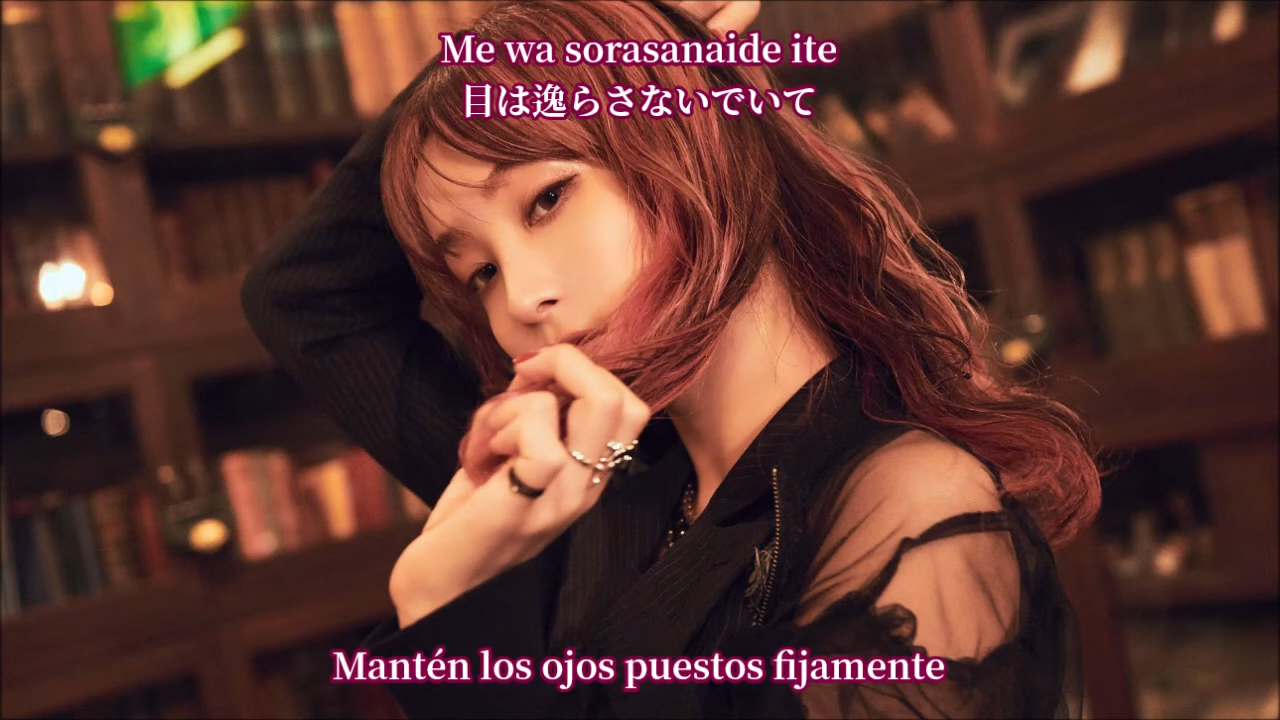 Me wa sorasanaide ite
目は逸らさないでいて
Mantén los ojos puestos fijamente